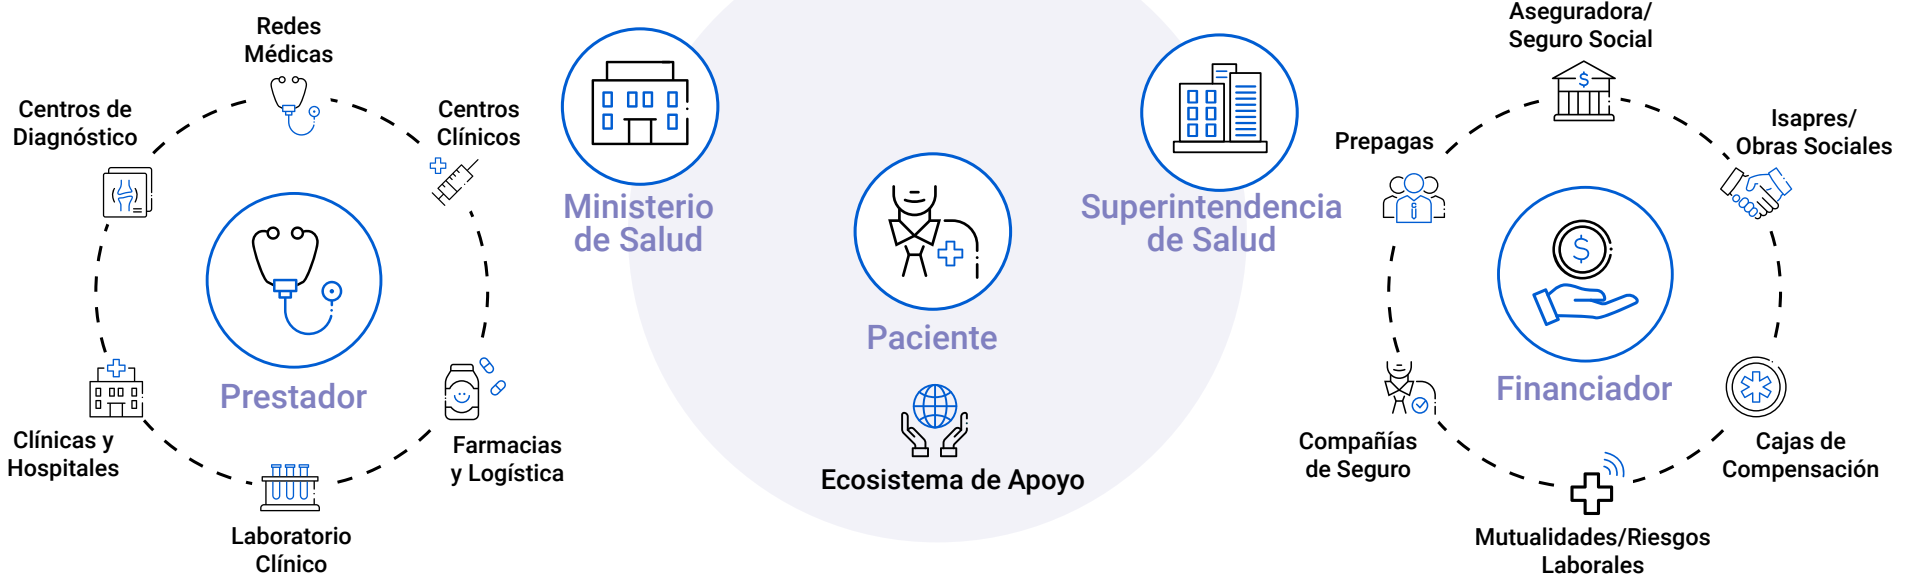 Redes
Médicas
Centros de
Diagnóstico
Centros
Clínicos
Prestador
Clínicas y
Hospitales
Farmacias
y Logística
Laboratorio
Clínico
Ministerio
de Salud
Paciente
Ecosistema de Apoyo
Superintendencia
de Salud
Aseguradora/
Seguro Social
$
Prepagas
Isapres/
Obras Sociales
$
Financiador
Compañías
de Seguro
Cajas de
Compensación
Mutualidades/Riesgos
Laborales